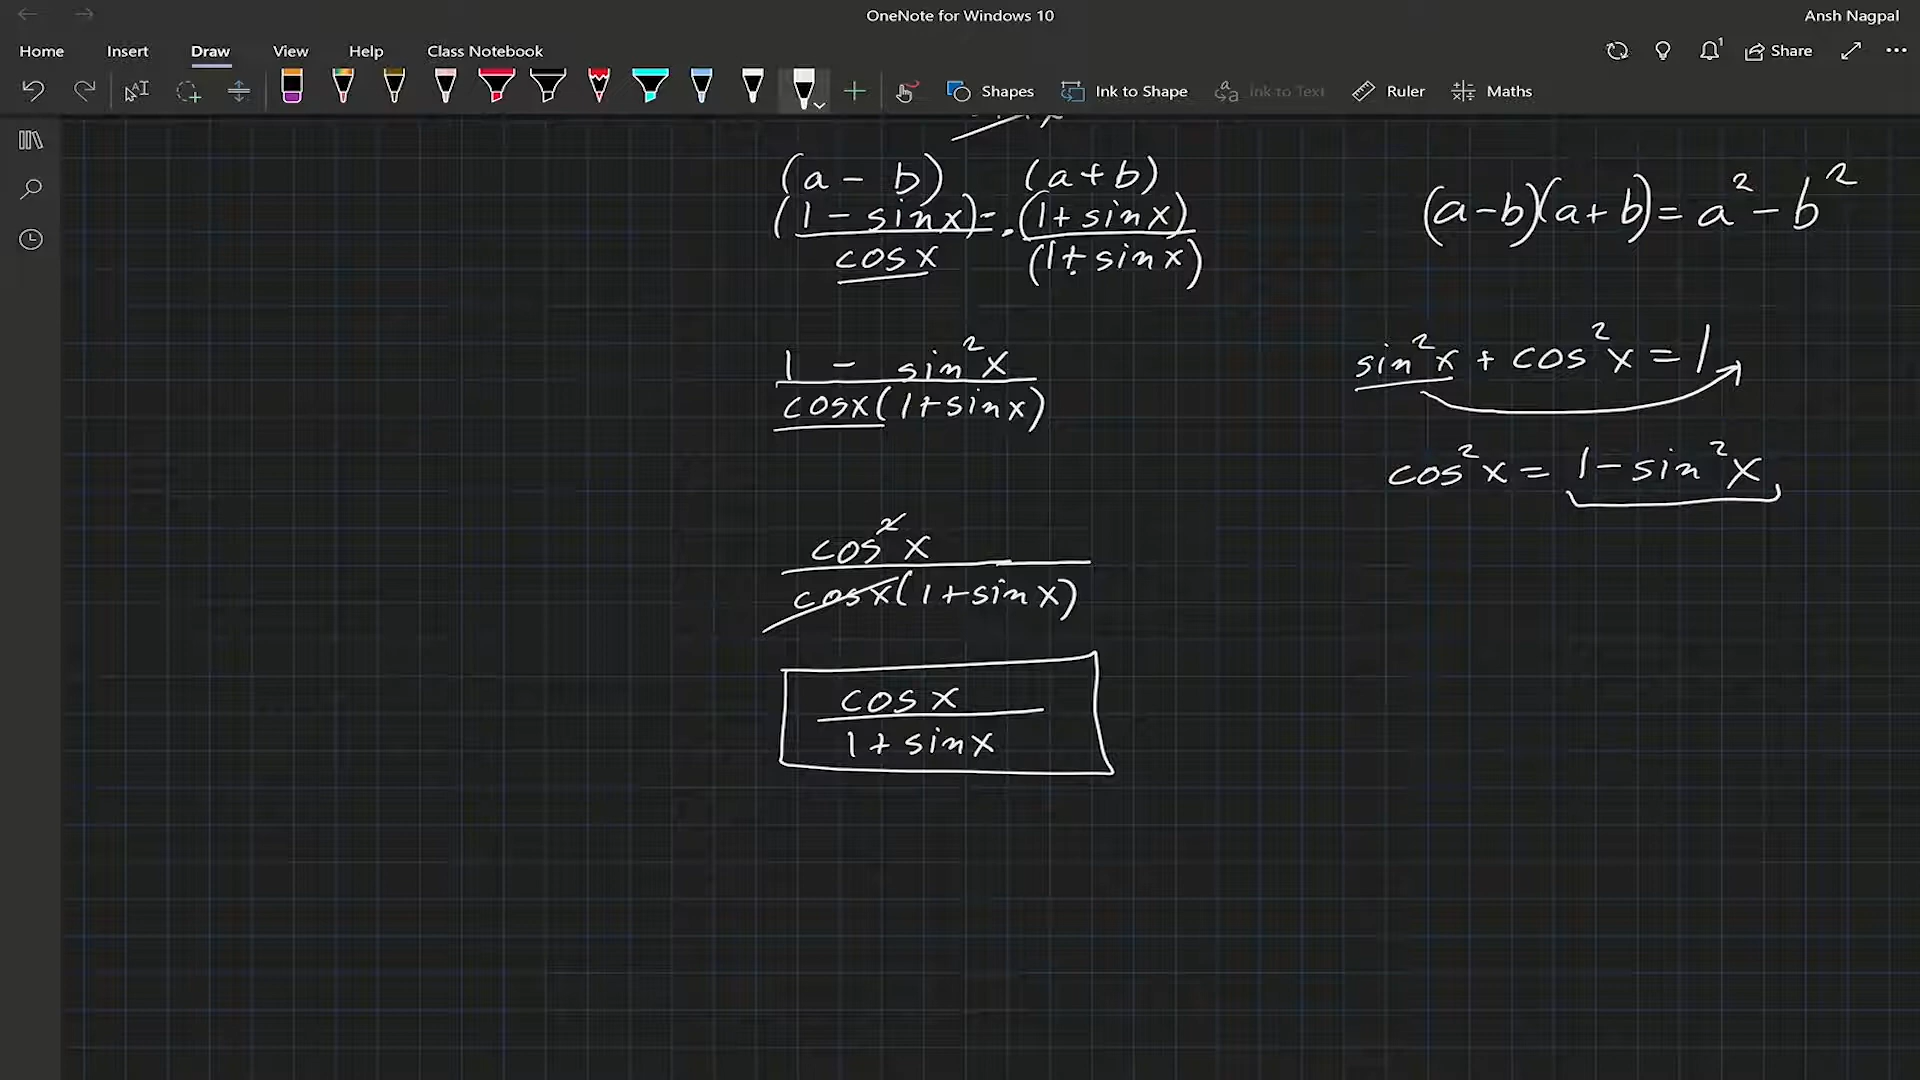 OneNote for Windows 10
Ansh Nagpal
Home Insert Draw View Help Class Notebook
Share
Shapes Ink to Shape Ink to Text Ruler Maths
(a - b) (a+b)
(1 - sinx) . (1+sinx)
cosx (1+sinx)
(a-b)(a+b) = a² - b²
1 - sin²x
cosx(1+sinx)
sin²x + cos²x = 1
cos²x = 1 - sin²x
cos²x
cosx(1+sinx)
cosx
1+sinx